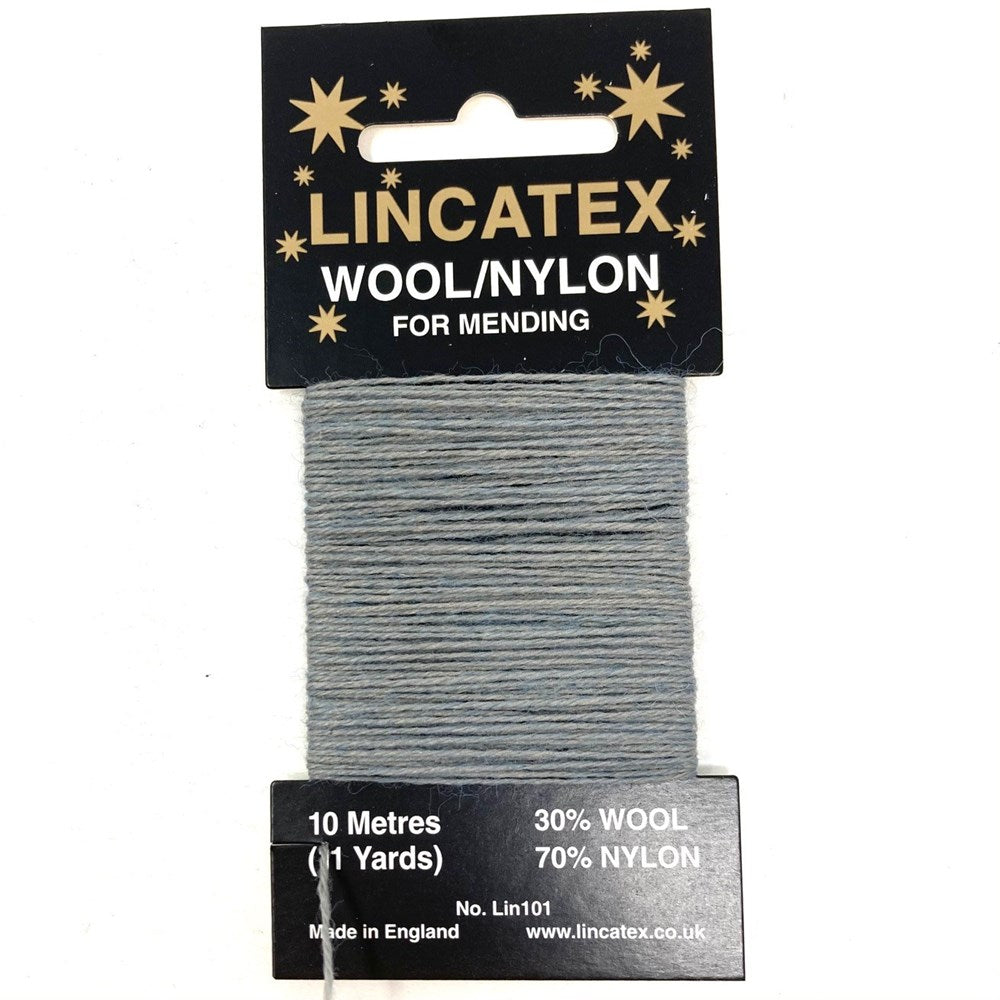 LINCATEX
WOOL/NYLON
FOR MENDING
10 Metres 30% WOOL
(11 Yards) 70% NYLON
No. Lin101
Made in England www.lincatex.co.uk